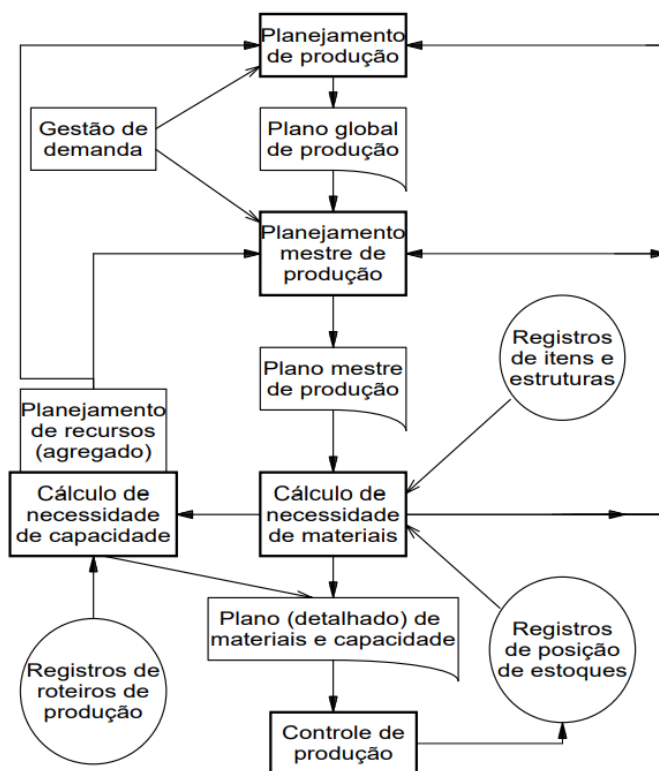 Planejamento
de produção
Gestão de
demanda
Plano global
de produção
Planejamento
mestre de
produção
Registros
de itens e
estruturas
Plano mestre
de produção
Planejamento
de recursos
(agregado)
Cálculo de
necessidade
de capacidade
Cálculo de
necessidade
de materiais
Plano (detalhado) de
materiais e capacidade
Registros
de posição
de estoques
Registros de
roteiros de
produção
Controle de
produção